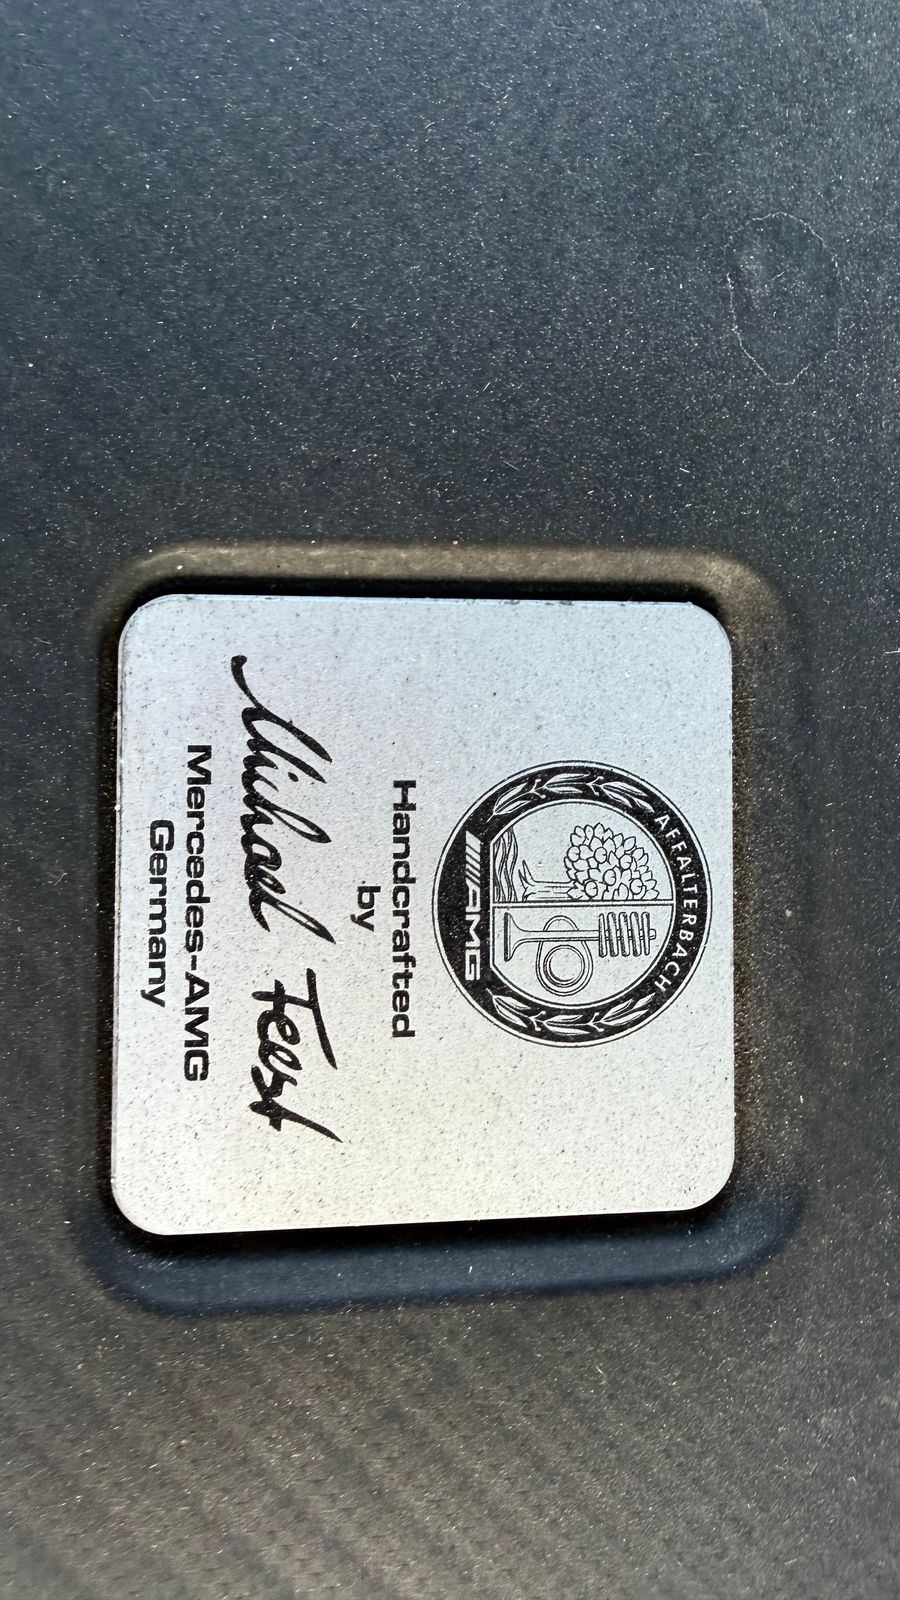 AFFALTERBACH
AMG
Handcrafted
by
Michael Feest
Mercedes-AMG
Germany